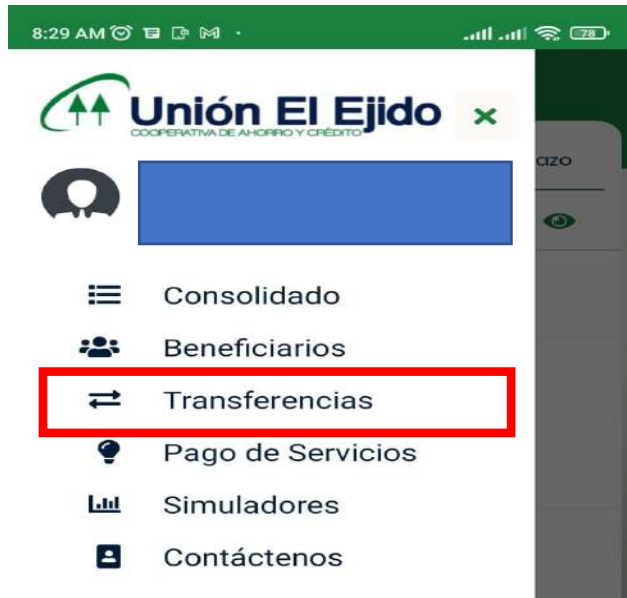 8:29 AM
78
Unión El Ejido
COOPERATIVA DE AHORRO Y CRÉDITO
azo
Consolidado
Beneficiarios
Transferencias
Pago de Servicios
Simuladores
Contáctenos